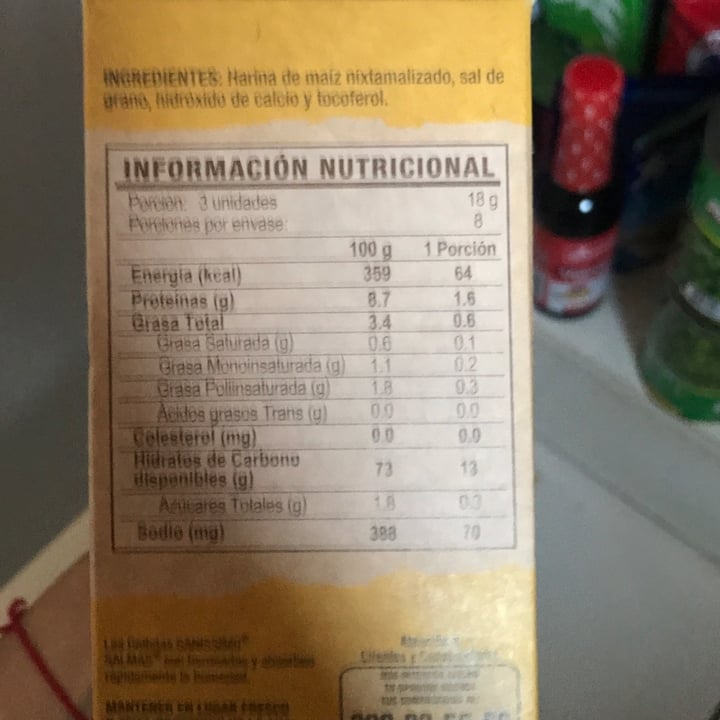 INGREDIENTES: Harina de maíz nixtamalizado, sal de
grano, hidróxido de calcio y tocoferol.
INFORMACIÓN NUTRICIONAL
Porción: 3 unidades 18 g
Porciones por envase: 8
100 g 1 Porción
Energía (kcal) 359 64
Proteínas (g) 8.7 1.6
Grasa Total 3.4 0.6
Grasa Saturada (g) 0.6 0.1
Grasa Monoinsaturada (g) 1.1 0.2
Grasa Poliinsaturada (g) 1.8 0.3
Ácidos grasos Trans (g) 0.0 0.0
Colesterol (mg) 0.0 0.0
Hidratos de Carbono
disponibles (g) 73 13
Azúcares Totales (g) 1.8 0.3
Sodio (mg) 388 70
SALMAS
rápidamente la humedad.
MANTENER EN LUGAR FRESCO